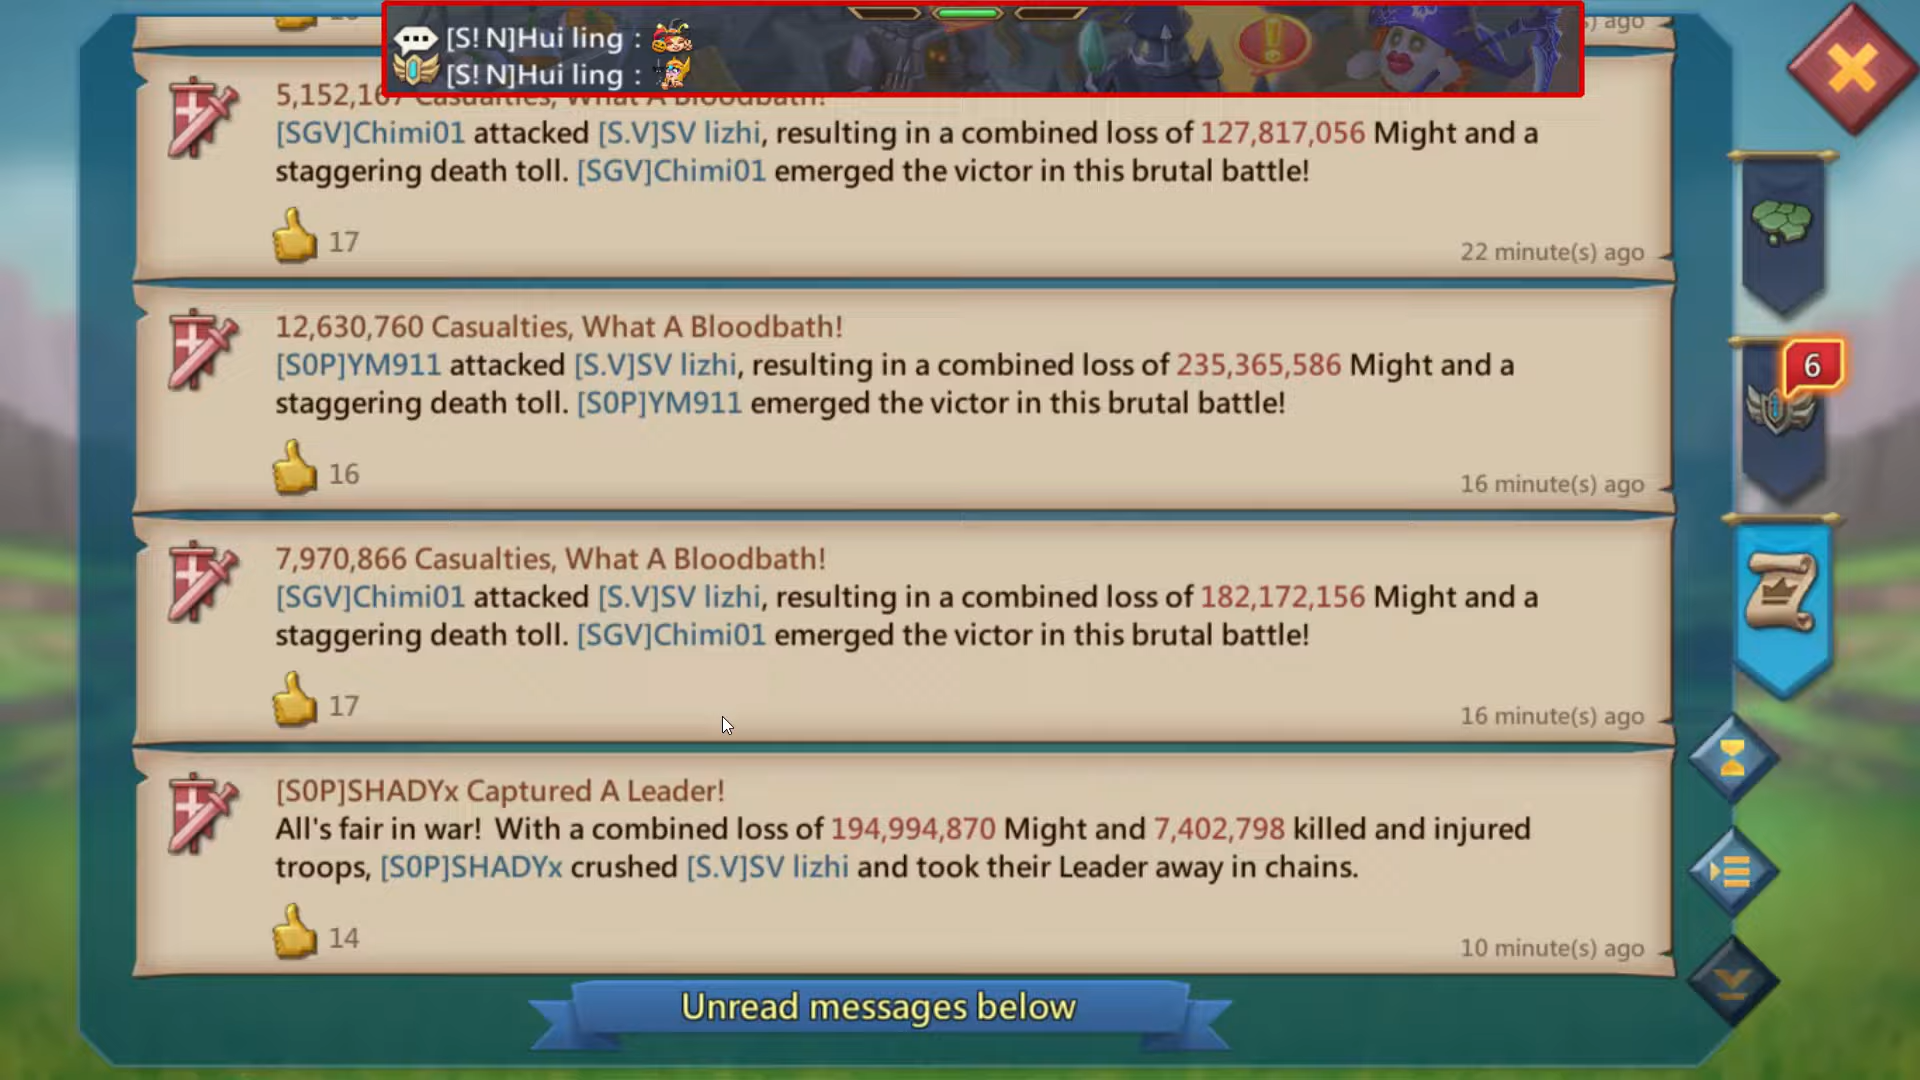 [S! N]Hui ling :
[S! N]Hui ling :
ago
5,152,167 Casualties, What A Bloodbath!
[SGV]Chimi01 attacked [S.V]SV lizhi, resulting in a combined loss of 127,817,056 Might and a
staggering death toll. [SGV]Chimi01 emerged the victor in this brutal battle!
17
22 minute(s) ago
12,630,760 Casualties, What A Bloodbath!
[S0P]YM911 attacked [S.V]SV lizhi, resulting in a combined loss of 235,365,586 Might and a
staggering death toll. [S0P]YM911 emerged the victor in this brutal battle!
16
16 minute(s) ago
6
7,970,866 Casualties, What A Bloodbath!
[SGV]Chimi01 attacked [S.V]SV lizhi, resulting in a combined loss of 182,172,156 Might and a
staggering death toll. [SGV]Chimi01 emerged the victor in this brutal battle!
17
16 minute(s) ago
[S0P]SHADYx Captured A Leader!
All's fair in war! With a combined loss of 194,994,870 Might and 7,402,798 killed and injured
troops, [S0P]SHADYx crushed [S.V]SV lizhi and took their Leader away in chains.
14
10 minute(s) ago
Unread messages below